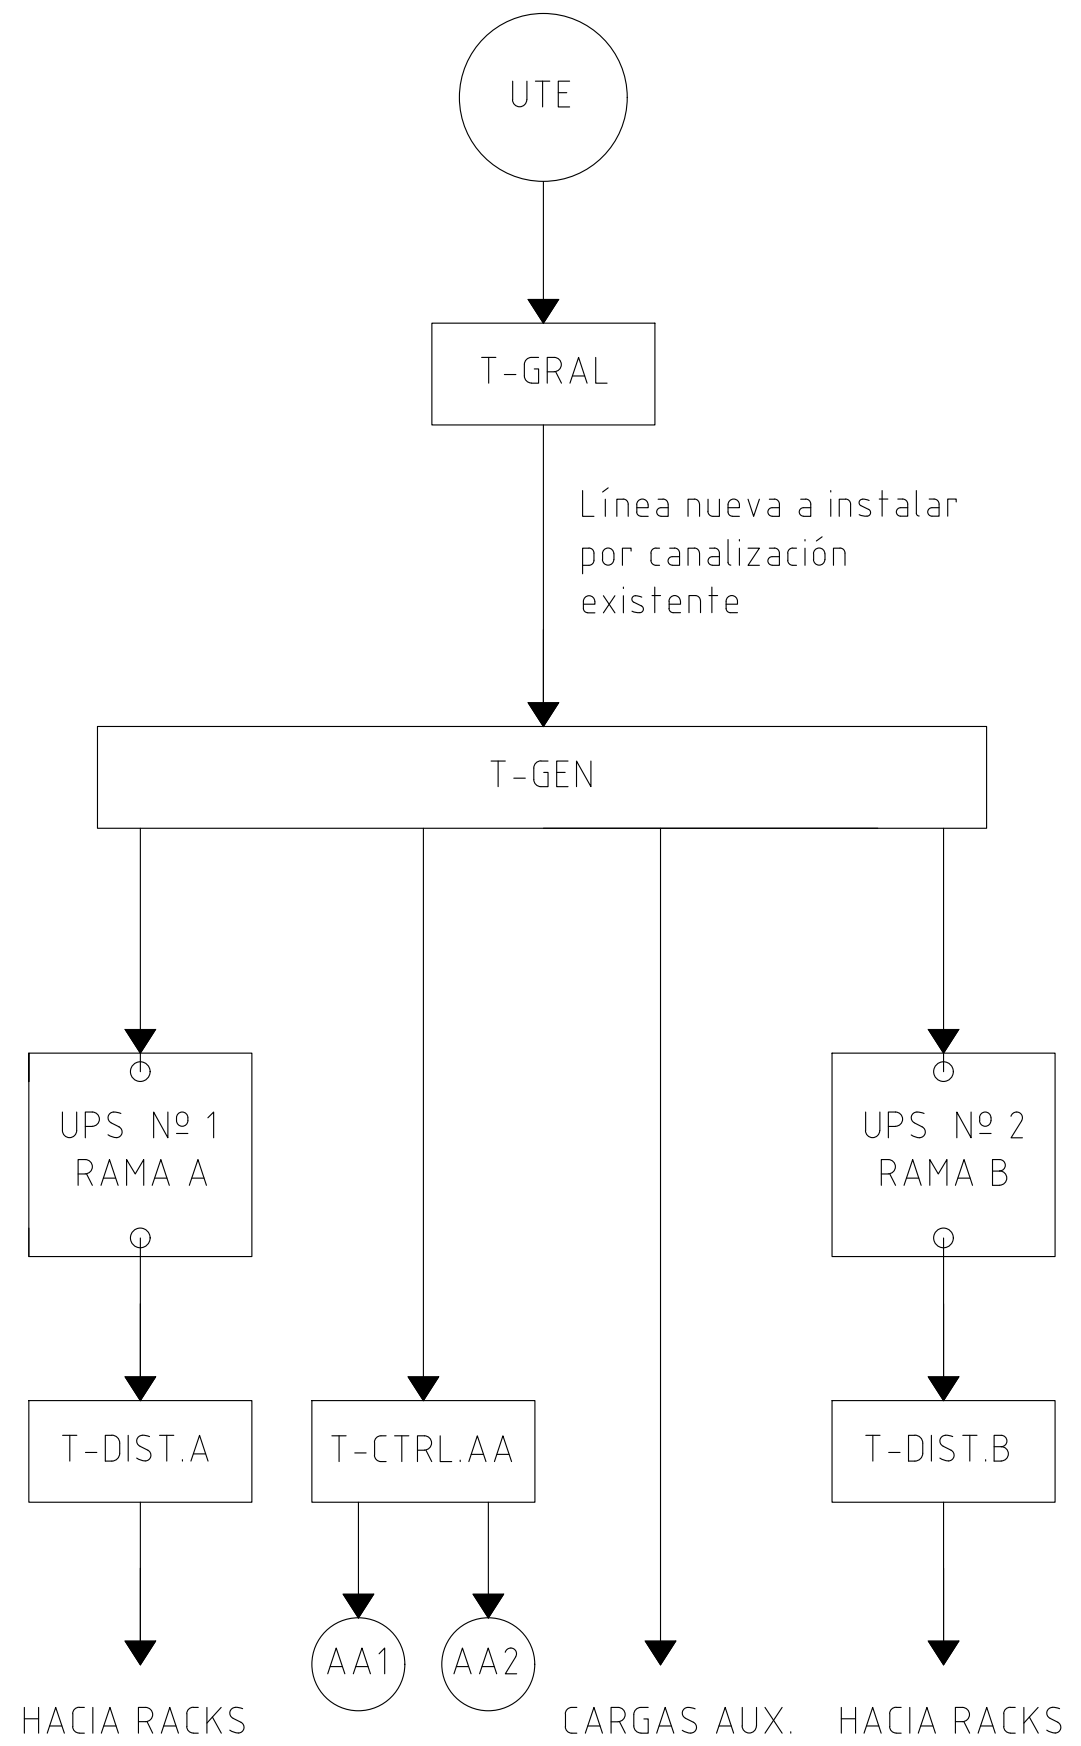 UTE
T-GRAL
Línea nueva a instalar
por canalización
existente
T-GEN
UPS Nº 1
RAMA A
UPS Nº 2
RAMA B
T-DIST.A
T-CTRL.AA
T-DIST.B
AA1
AA2
HACIA RACKS
CARGAS AUX.
HACIA RACKS